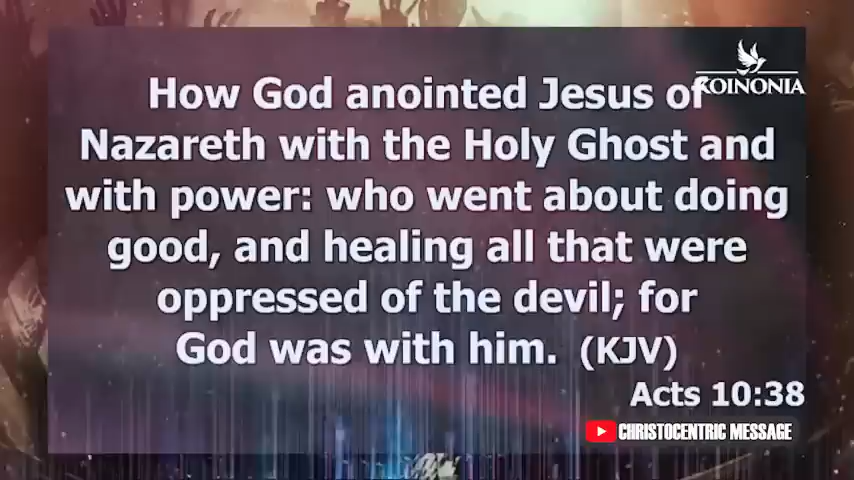 KOINONIA
How God anointed Jesus of
Nazareth with the Holy Ghost and
with power: who went about doing
good, and healing all that were
oppressed of the devil; for
God was with him. (KJV)
Acts 10:38
CHRISTOCENTRIC MESSAGE